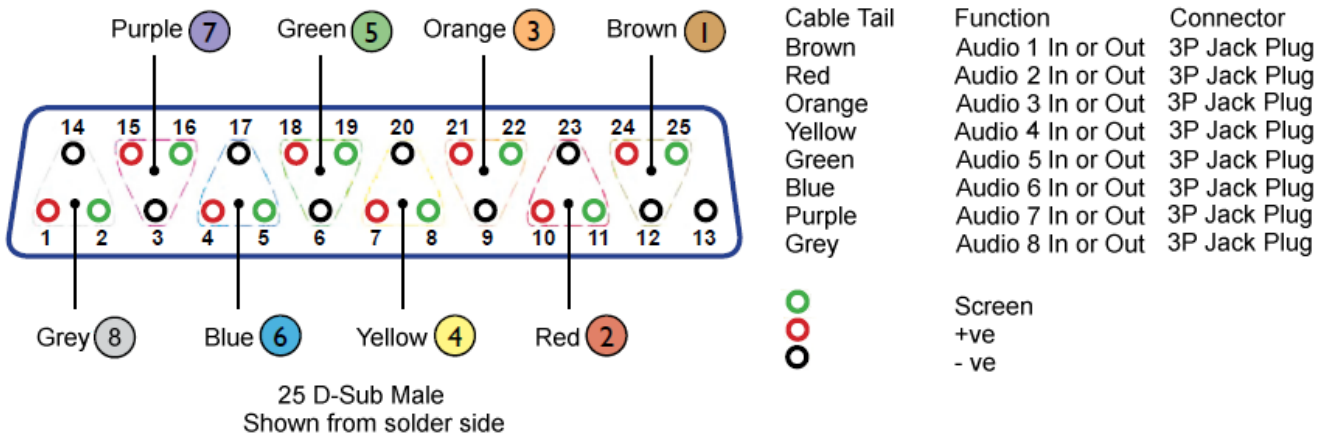 Purple 7 Green 5 Orange 3 Brown 1
14 15 16 17 18 19 20 21 22 23 24 25
1 2 3 4 5 6 7 8 9 10 11 12 13
Grey 8 Blue 6 Yellow 4 Red 2
25 D-Sub Male
Shown from solder side
Cable Tail Function Connector
Brown Audio 1 In or Out 3P Jack Plug
Red Audio 2 In or Out 3P Jack Plug
Orange Audio 3 In or Out 3P Jack Plug
Yellow Audio 4 In or Out 3P Jack Plug
Green Audio 5 In or Out 3P Jack Plug
Blue Audio 6 In or Out 3P Jack Plug
Purple Audio 7 In or Out 3P Jack Plug
Grey Audio 8 In or Out 3P Jack Plug
Screen
+ve
- ve